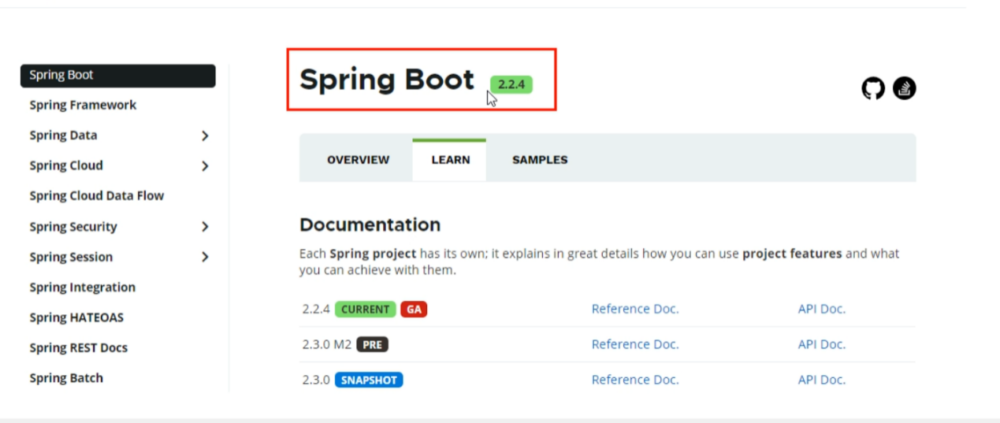 Spring Boot
Spring Framework
Spring Data
Spring Cloud
Spring Cloud Data Flow
Spring Security
Spring Session
Spring Integration
Spring HATEOAS
Spring REST Docs
Spring Batch
Spring Boot 2.2.4
OVERVIEW LEARN SAMPLES
Documentation
Each Spring project has its own; it explains in great details how you can use project features and what
you can achieve with them.
2.2.4 CURRENT GA Reference Doc. API Doc.
2.3.0 M2 PRE Reference Doc. API Doc.
2.3.0 SNAPSHOT Reference Doc. API Doc.